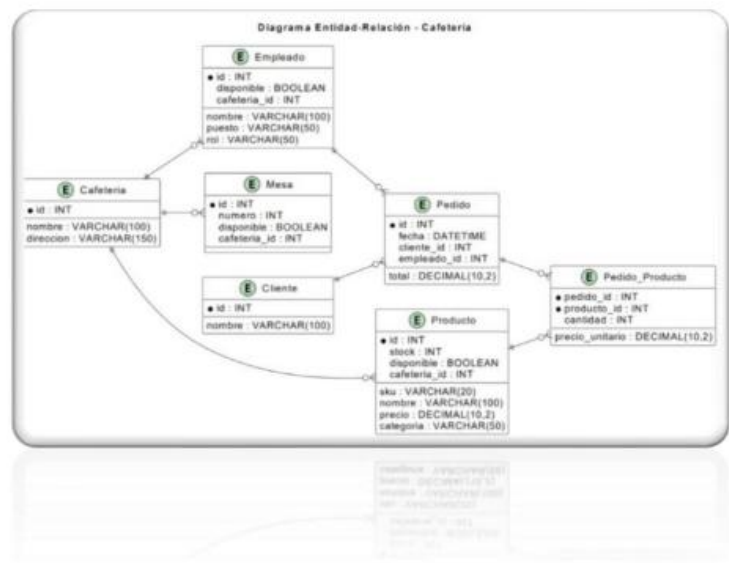 Diagrama Entidad-Relación - Cafetería
E Empleado
id : INT
disponible : BOOLEAN
cafeteria_id : INT
nombre : VARCHAR(100)
puesto : VARCHAR(50)
rol : VARCHAR(50)
E Cafeteria
id : INT
nombre : VARCHAR(100)
direccion : VARCHAR(150)
E Mesa
id : INT
numero : INT
disponible : BOOLEAN
cafeteria_id : INT
E Cliente
id : INT
nombre : VARCHAR(100)
E Pedido
id : INT
fecha : DATETIME
cliente_id : INT
empleado_id : INT
total : DECIMAL(10,2)
E Producto
id : INT
stock : INT
disponible : BOOLEAN
cafeteria_id : INT
sku : VARCHAR(20)
nombre : VARCHAR(100)
precio : DECIMAL(10,2)
categoria : VARCHAR(50)
E Pedido_Producto
pedido_id : INT
producto_id : INT
cantidad : INT
precio_unitario : DECIMAL(10,2)